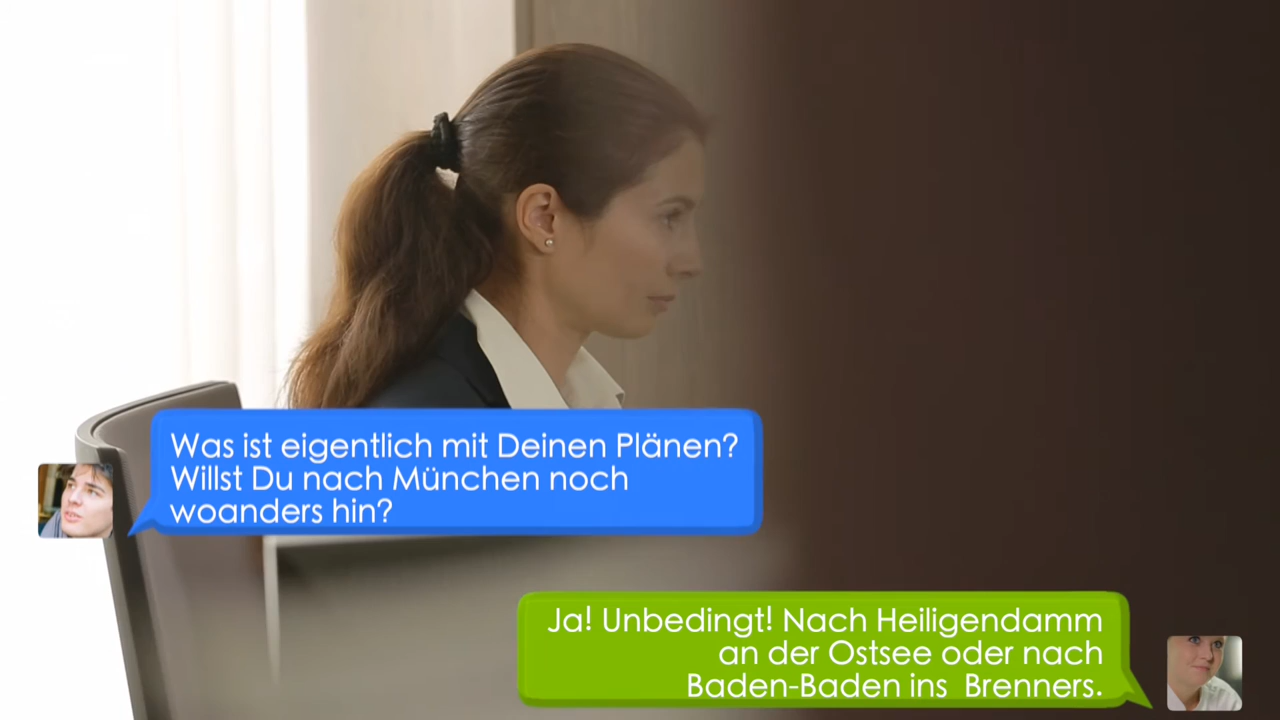 Was ist eigentlich mit Deinen Plänen?
Willst Du nach München noch
woanders hin?
Ja! Unbedingt! Nach Heiligendamm
an der Ostsee oder nach
Baden-Baden ins Brenners.